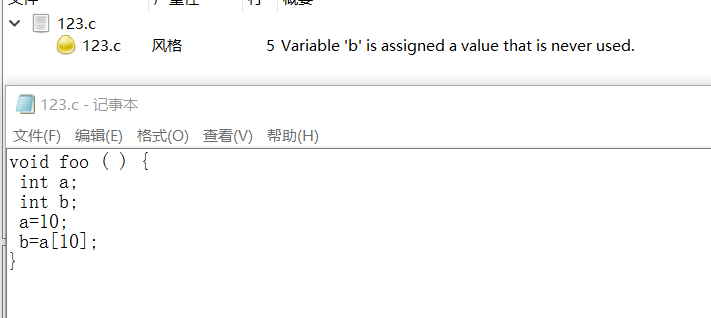 123.c
123.c 风格 5 Variable 'b' is assigned a value that is never used.
123.c - 记事本
文件(F) 编辑(E) 格式(O) 查看(V) 帮助(H)
void foo ( ) {
int a;
int b;
a=10;
b=a[10];
}